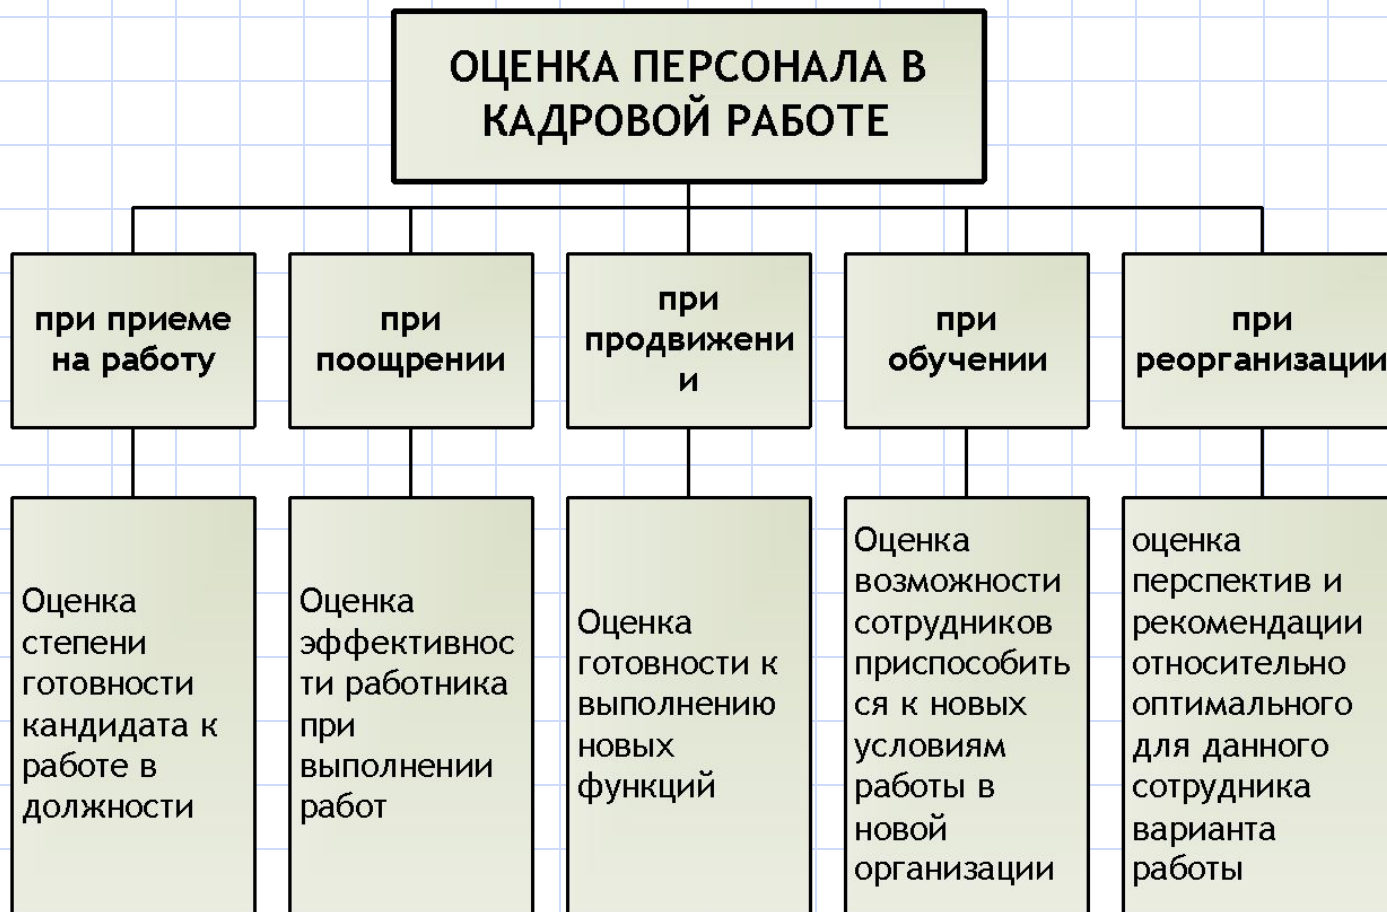 ОЦЕНКА ПЕРСОНАЛА В
КАДРОВОЙ РАБОТЕ
при приеме
на работу
при
поощрении
при
продвижени
и
при
обучении
при
реорганизации
Оценка
степени
готовности
кандидата к
работе в
должности
Оценка
эффективнос
ти работника
при
выполнении
работ
Оценка
готовности к
выполнению
новых
функций
Оценка
возможности
сотрудников
приспособить
ся к новых
условиям
работы в
новой
организации
оценка
перспектив и
рекомендации
относительно
оптимального
для данного
сотрудника
варианта
работы